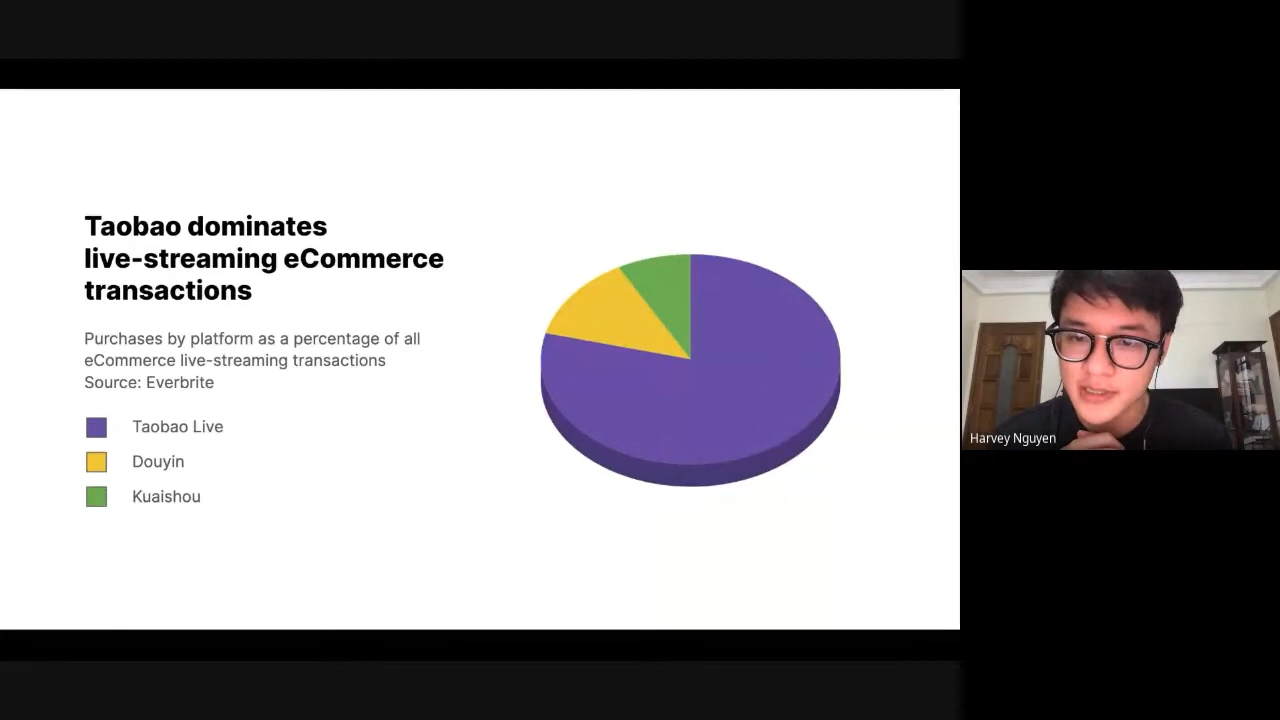 Taobao dominates
live-streaming eCommerce
transactions
Purchases by platform as a percentage of all
eCommerce live-streaming transactions
Source: Everbrite
Taobao Live
Douyin
Kuaishou
Harvey Nguyen